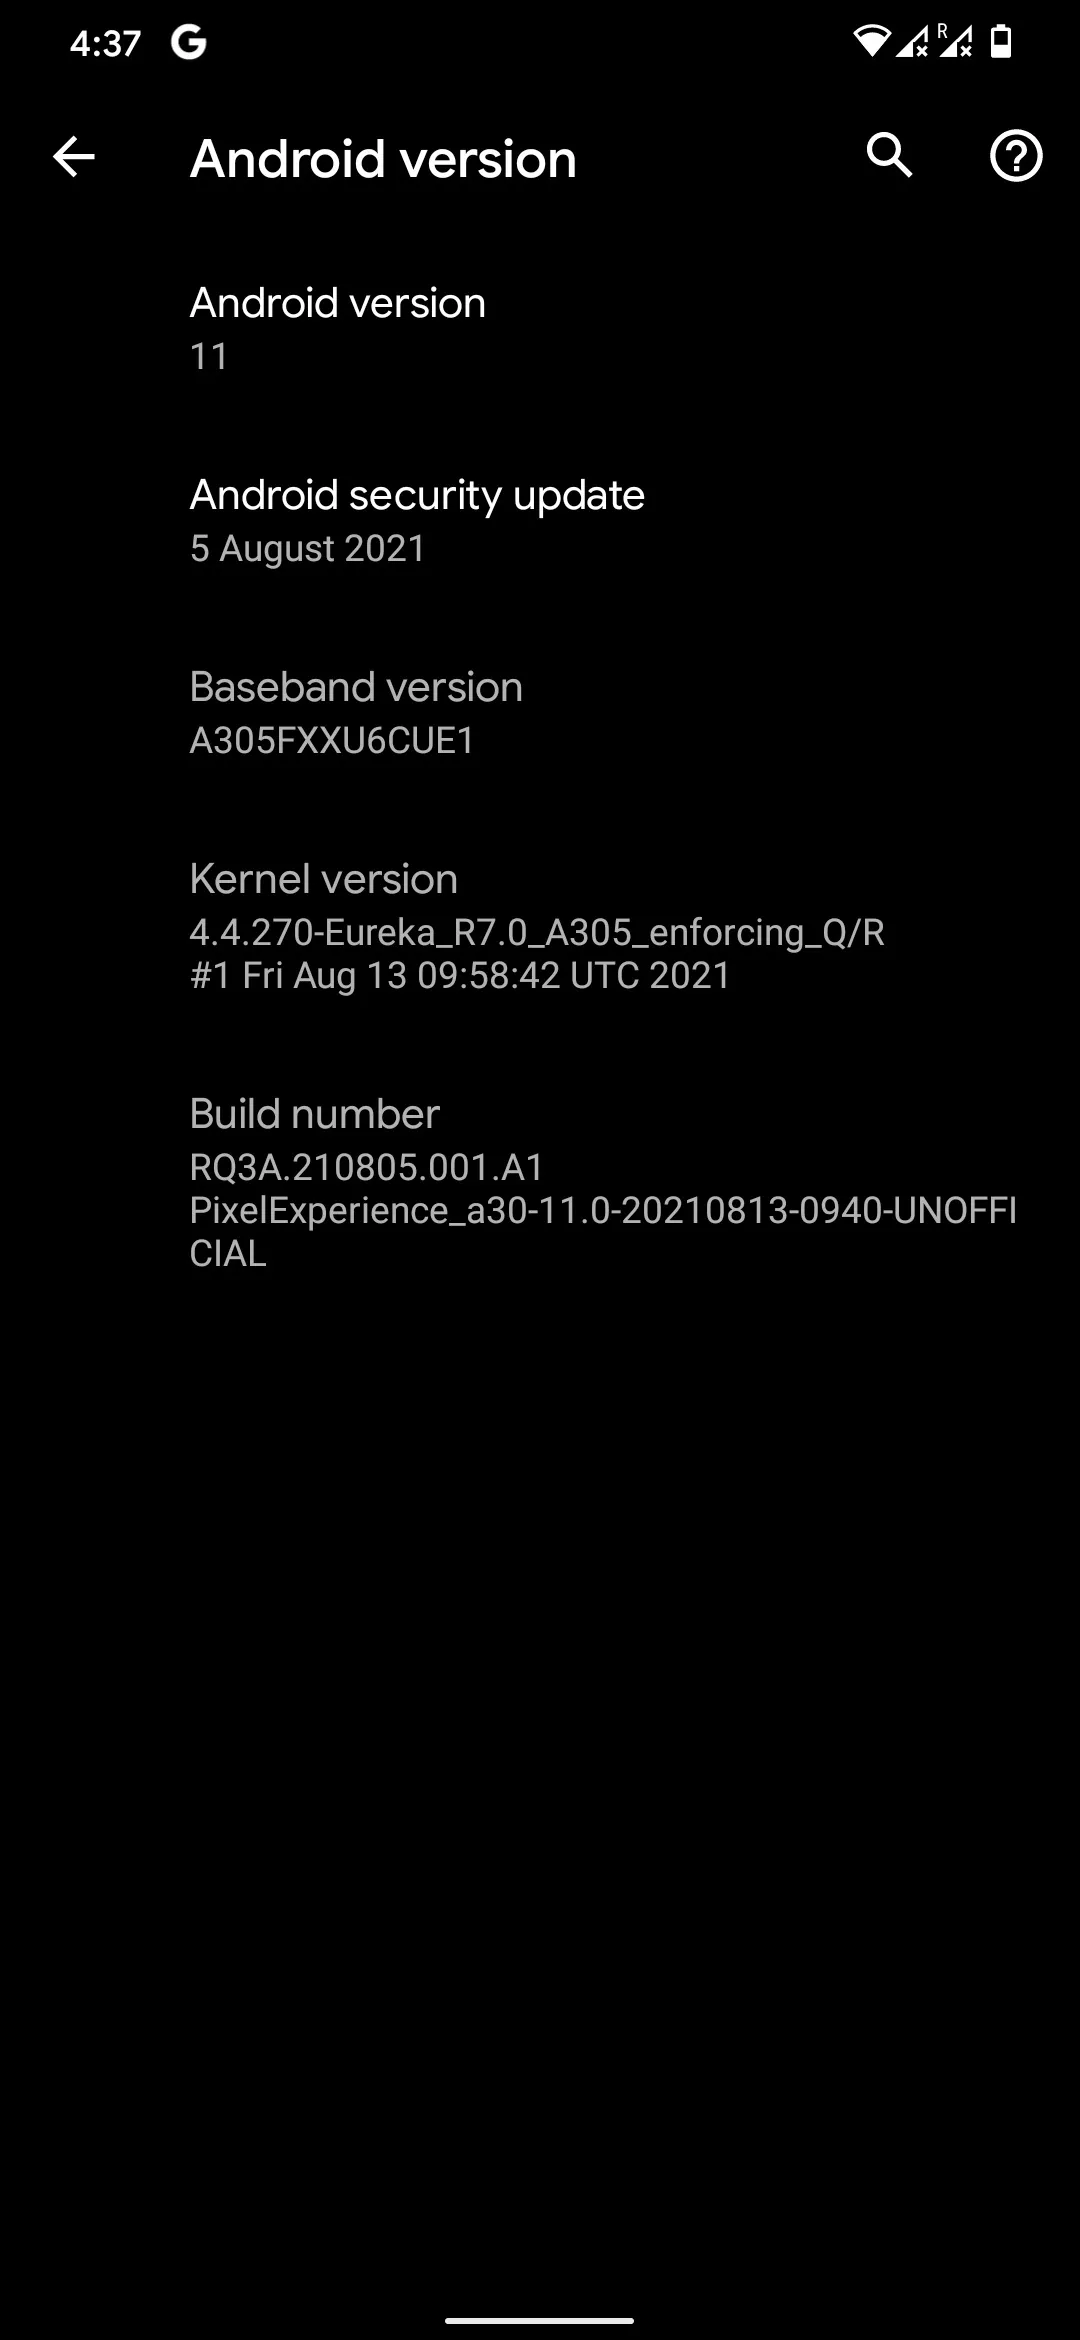 4:37 G R
Android version
Android version
11
Android security update
5 August 2021
Baseband version
A305FXXU6CUE1
Kernel version
4.4.270-Eureka_R7.0_A305_enforcing_Q/R
#1 Fri Aug 13 09:58:42 UTC 2021
Build number
RQ3A.210805.001.A1
PixelExperience_a30-11.0-20210813-0940-UNOFFI
CIAL